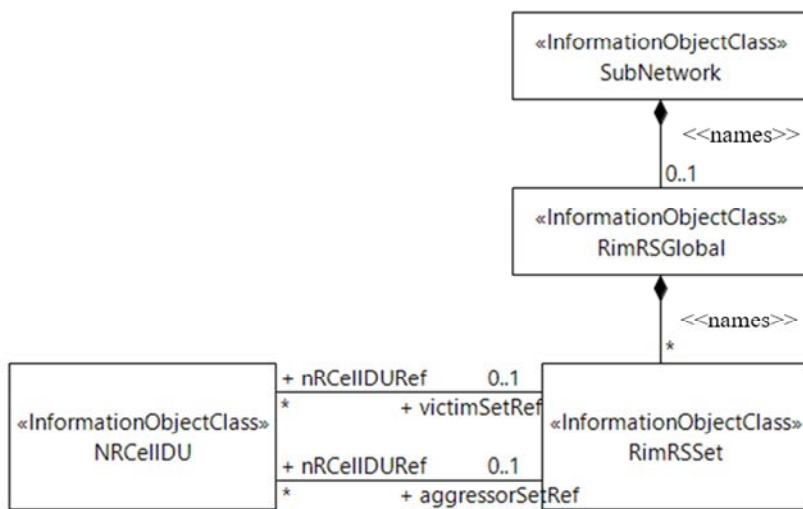 «InformationObjectClass»
SubNetwork
<<names>>
0..1
«InformationObjectClass»
RimRSGlobal
<<names>>
*
«InformationObjectClass»
NRCellDU
+ nRCellDURef 0..1
* + victimSetRef
+ nRCellDURef 0..1
* + aggressorSetRef
«InformationObjectClass»
RimRSSet